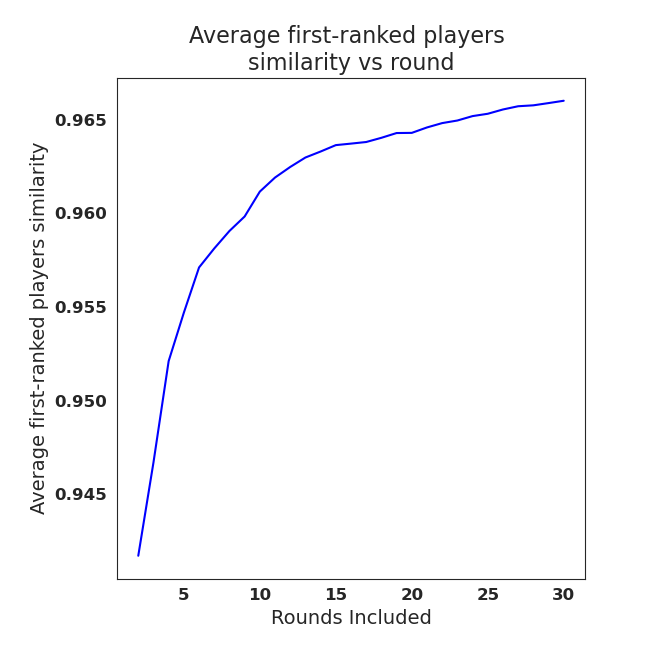 Average first-ranked players
similarity vs round
Average first-ranked players similarity
0.965
0.960
0.955
0.950
0.945
5 10 15 20 25 30
Rounds Included